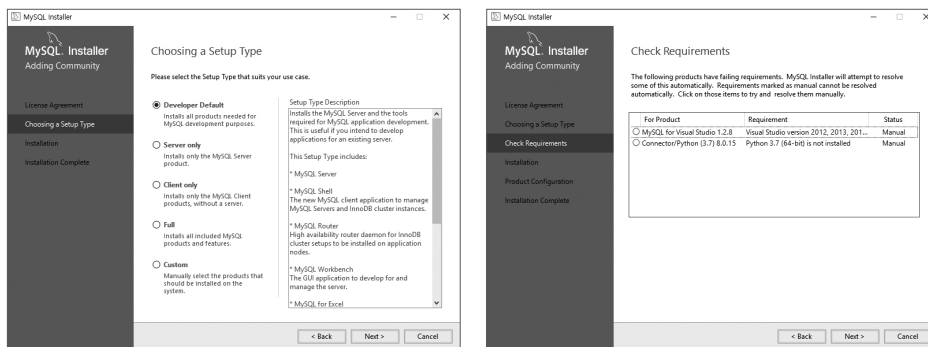 MySQL Installer
MySQL. Installer
Adding Community
License Agreement
Choosing a Setup Type
Installation
Installation Complete
Choosing a Setup Type
Please select the Setup Type that suits your use case.
Developer Default
Installs all products needed for
MySQL development purposes.
Server only
Installs only the MySQL Server
product.
Client only
Installs only the MySQL Client
products, without a server.
Full
Installs all included MySQL
products and features.
Custom
Manually select the products that
should be installed on the
system.
Setup Type Description
Installs the MySQL Server and the tools
required for MySQL application development.
This is useful if you intend to develop
applications for an existing server.
This Setup Type includes:
* MySQL Server
* MySQL Shell
The new MySQL client application to manage
MySQL Servers and InnoDB cluster instances.
* MySQL Router
High availability router daemon for InnoDB
cluster setups to be installed on application
nodes.
* MySQL Workbench
The GUI application to develop for and
manage the server.
* MySQL for Excel
< Back Next > Cancel
MySQL Installer
MySQL. Installer
Adding Community
License Agreement
Choosing a Setup Type
Check Requirements
Installation
Product Configuration
Installation Complete
Check Requirements
The following products have failing requirements. MySQL Installer will attempt to resolve
some of this automatically. Requirements marked as manual cannot be resolved
automatically. Click on those items to try and resolve them manually.
For Product Requirement Status
MySQL for Visual Studio 1.2.8 Visual Studio version 2012, 2013, 201... Manual
Connector/Python (3.7) 8.0.15 Python 3.7 (64-bit) is not installed Manual
< Back Next > Cancel